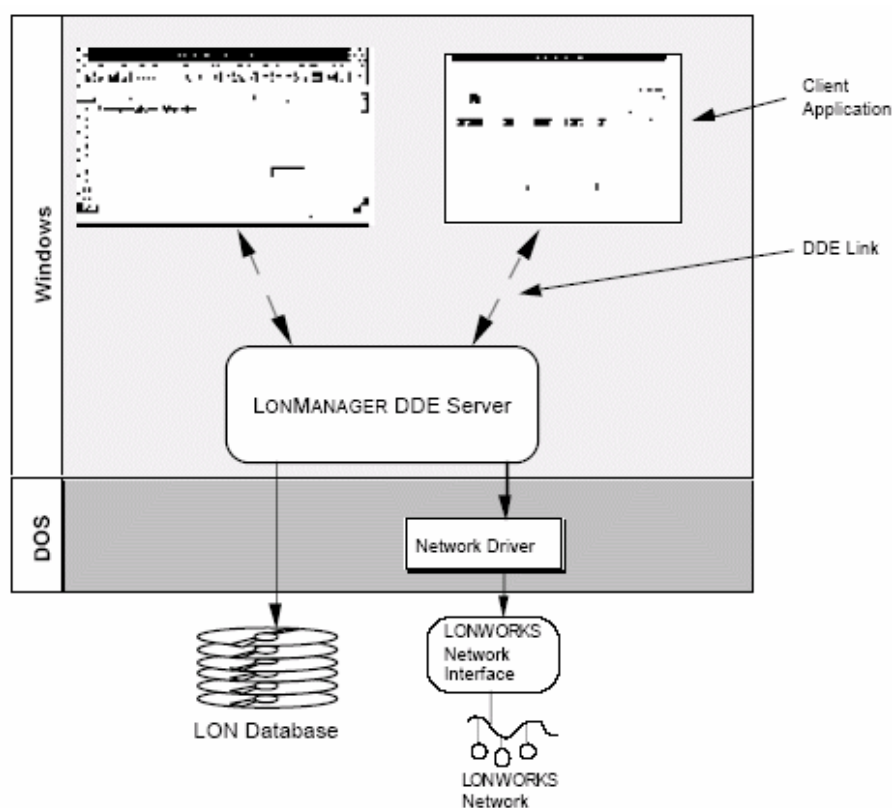 Client
Application
DDE Link
Windows
LONMANAGER DDE Server
DOS
Network Driver
LONWORKS
Network
Interface
LON Database
LONWORKS
Network